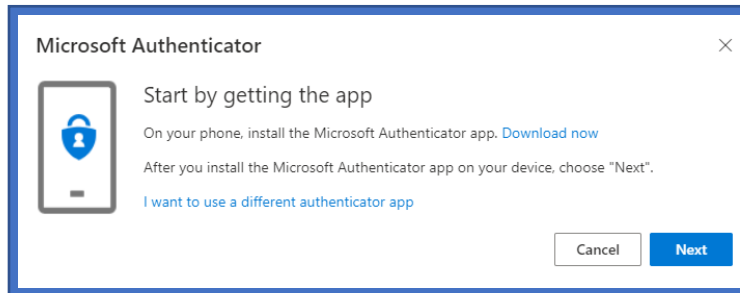 Microsoft Authenticator
Start by getting the app
On your phone, install the Microsoft Authenticator app. Download now
After you install the Microsoft Authenticator app on your device, choose "Next".
I want to use a different authenticator app
Cancel
Next